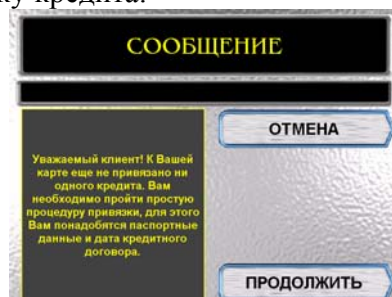 ку кредита.
СООБЩЕНИЕ
ОТМЕНА
Уважаемый клиент! К Вашей
карте еще не привязано ни
одного кредита. Вам
необходимо пройти простую
процедуру привязки, для этого
Вам понадобятся паспортные
данные и дата кредитного
договора.
ПРОДОЛЖИТЬ